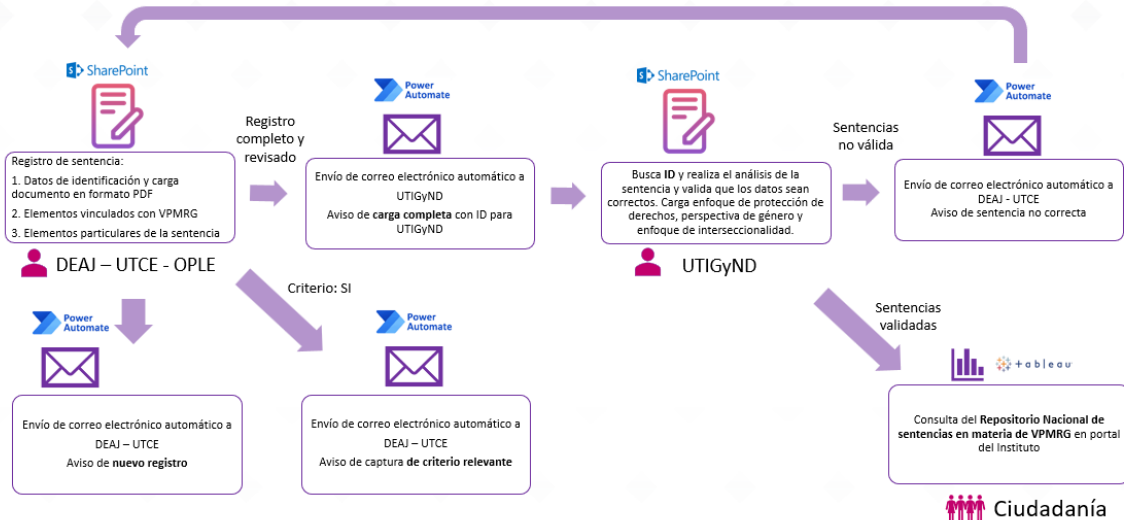 SharePoint
Registro de sentencia:
1. Datos de identificación y carga
documento en formato PDF
2. Elementos vinculados con VPMRG
3. Elementos particulares de la sentencia
DEAJ – UTCE - OPLE
Registro
completo y
revisado
Power
Automate
Envío de correo electrónico automático a
UTIGyND
Aviso de carga completa con ID para
UTIGyND
SharePoint
Busca ID y realiza el análisis de la
sentencia y valida que los datos sean
correctos. Carga enfoque de protección de
derechos, perspectiva de género y
enfoque de interseccionalidad.
UTIGyND
Sentencias
no válida
Power
Automate
Envío de correo electrónico automático a
DEAJ - UTCE
Aviso de sentencia no correcta
Power
Automate
Envío de correo electrónico automático a
DEAJ – UTCE
Aviso de nuevo registro
Criterio: SI
Power
Automate
Envío de correo electrónico automático a
DEAJ – UTCE
Aviso de captura de criterio relevante
Sentencias
validadas
+ableau
Consulta del Repositorio Nacional de
sentencias en materia de VPMRG en portal
del Instituto
Ciudadanía